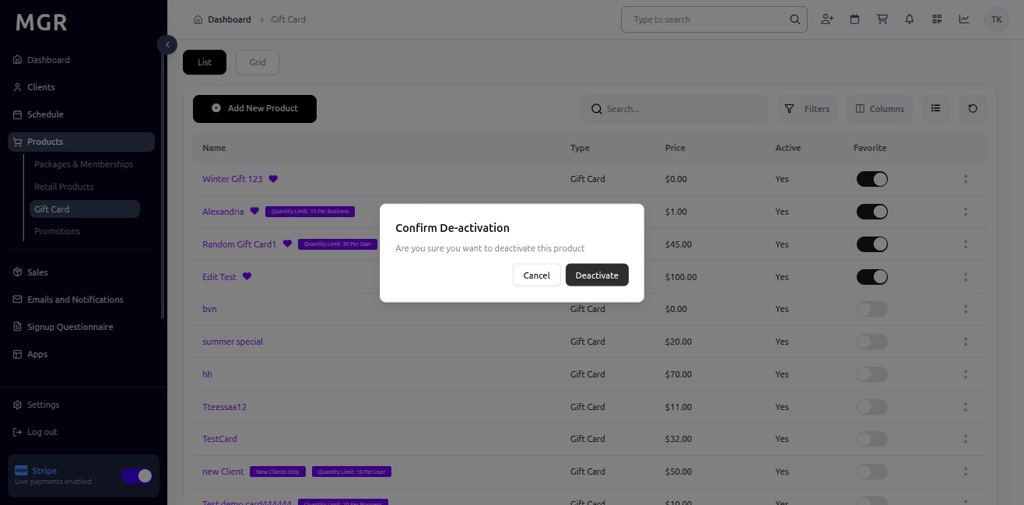 MGR
Dashboard > Gift Card
Type to search
TK
Dashboard
Clients
Schedule
Products
Packages & Memberships
Retail Products
Gift Card
Promotions
Sales
Emails and Notifications
Signup Questionnaire
Apps
Settings
Log out
Stripe
Live payments enabled
List Grid
Add New Product
Search...
Filters
Columns
Name Type Price Active Favorite
Winter Gift 123 Gift Card $0.00 Yes
Alexandria Quantity Limit: 10 Per Business Gift Card $1.00 Yes
Random Gift Card1 Quantity Limit: 50 Per User Gift Card $45.00 Yes
Edit Test Gift Card $100.00 Yes
bvn Gift Card $0.00 Yes
summer special Gift Card $20.00 Yes
hh Gift Card $70.00 Yes
Tteessaa12 Gift Card $11.00 Yes
TestCard Gift Card $32.00 Yes
new Client New Clients Only Quantity Limit: 10 Per User Gift Card $50.00 Yes
Confirm De-activation
Are you sure you want to deactivate this product
Cancel
Deactivate